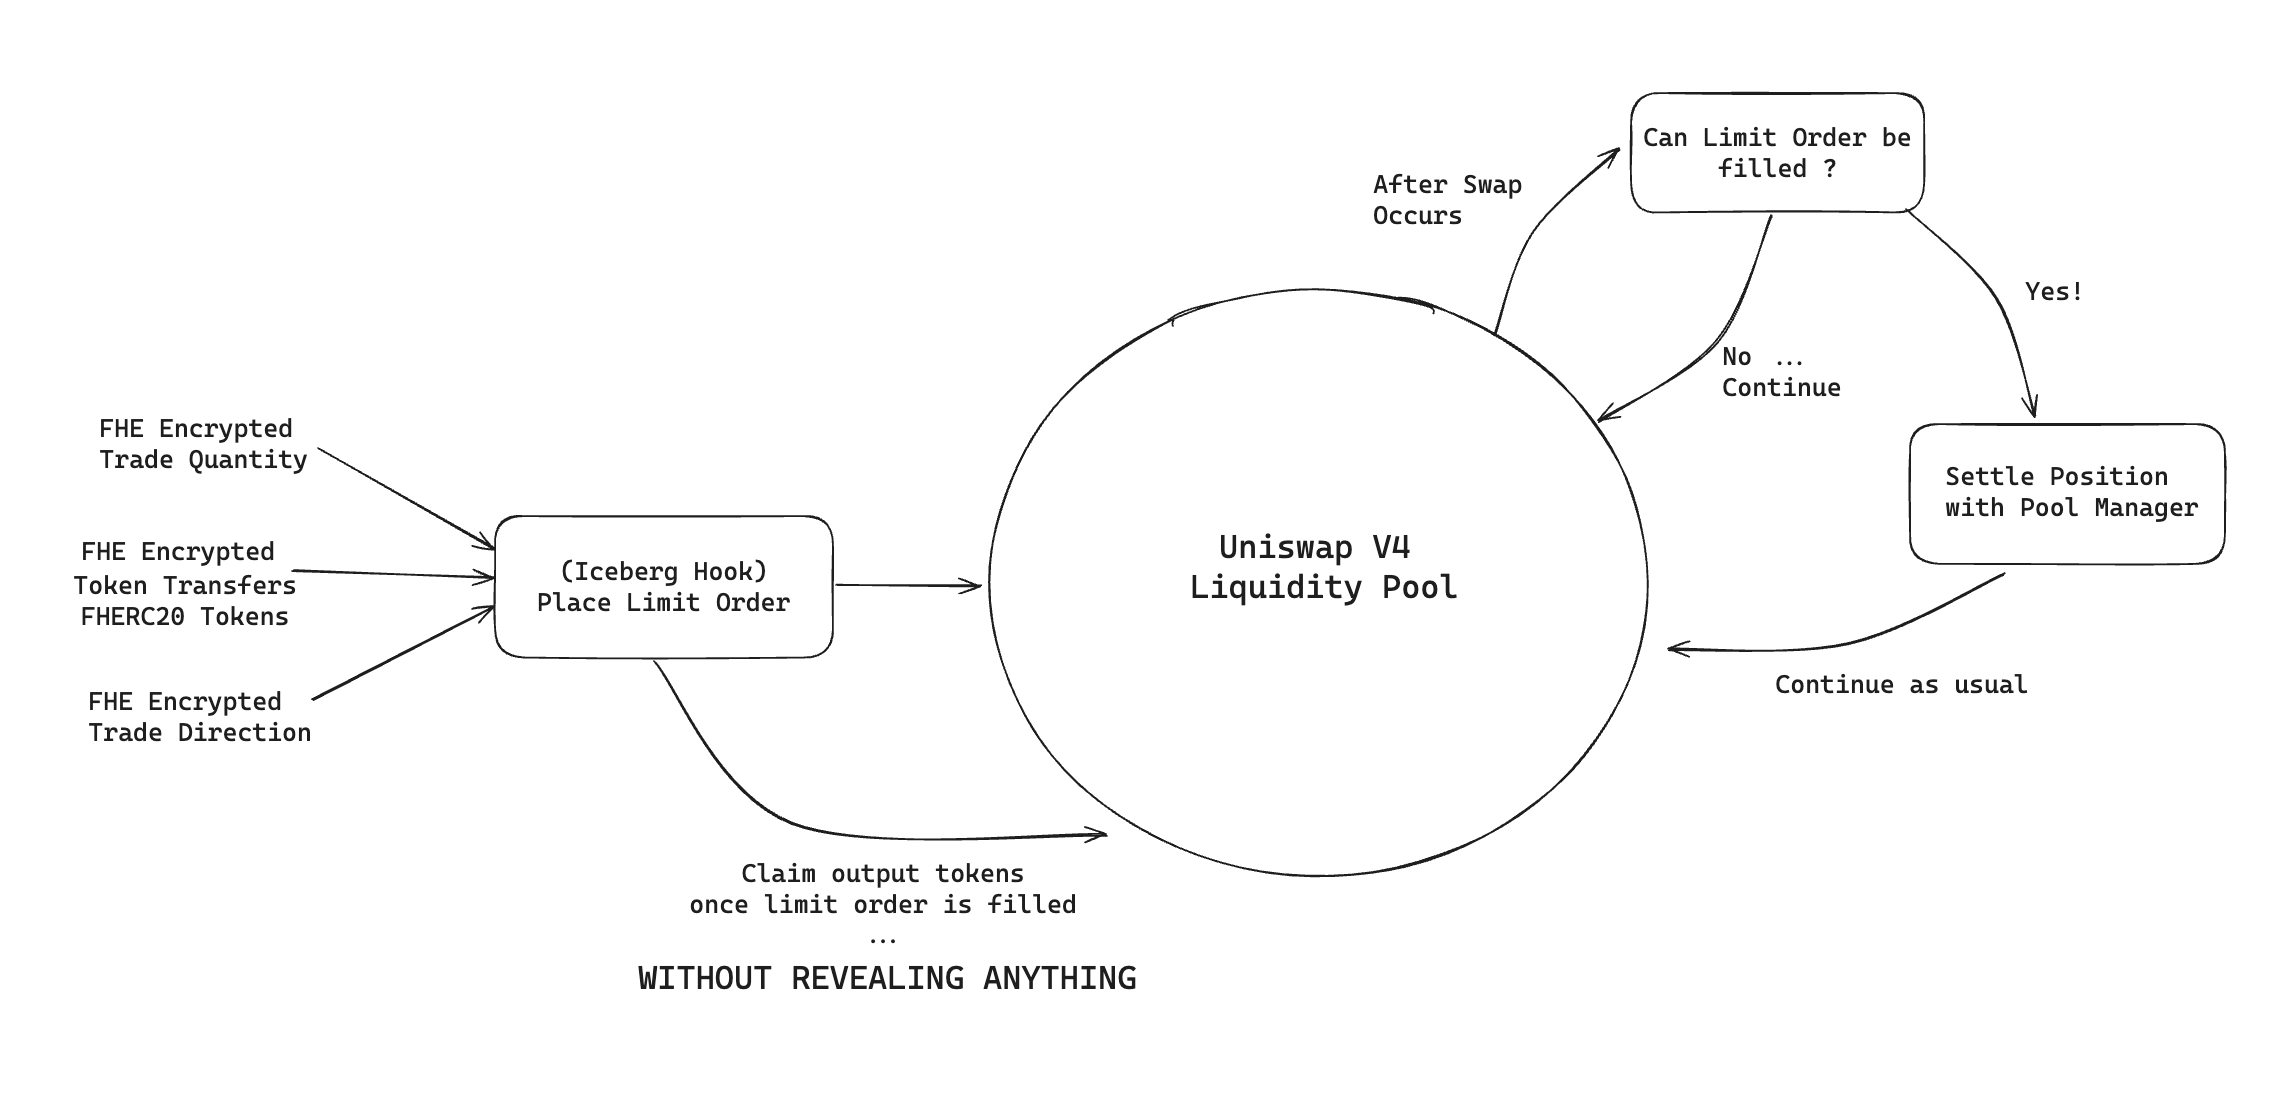 Can Limit Order be
filled ?
After Swap
Occurs
Yes!
No ...
Continue
FHE Encrypted
Trade Quantity
Settle Position
with Pool Manager
FHE Encrypted
Token Transfers
FHERC20 Tokens
(Iceberg Hook)
Place Limit Order
Uniswap V4
Liquidity Pool
FHE Encrypted
Trade Direction
Continue as usual
Claim output tokens
once limit order is filled
...
WITHOUT REVEALING ANYTHING